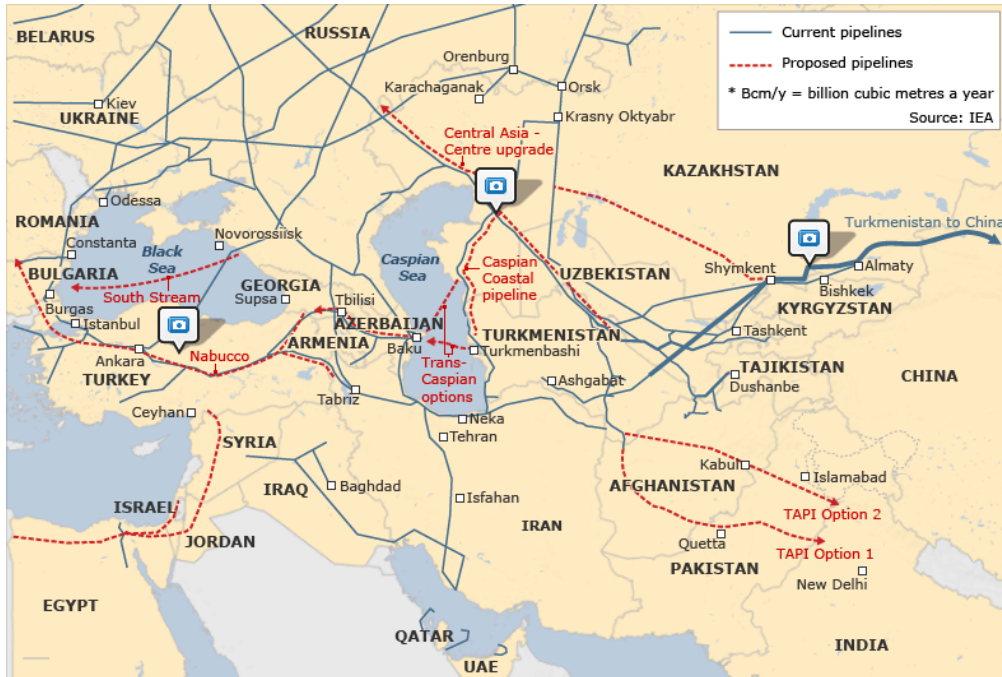 BELARUS
RUSSIA
Current pipelines
Proposed pipelines
* Bcm/y = billion cubic metres a year
Source: IEA
Orenburg
Karachaganak
Orsk
Kiev
UKRAINE
Krasny Oktyabr
Central Asia -
Centre upgrade
KAZAKHSTAN
Odessa
ROMANIA
Constanta
Novorossiisk
Black
Sea
Caspian
Sea
Turkmenistan to China
BULGARIA
South Stream
GEORGIA
Supsa
Tbilisi
Caspian
Coastal
pipeline
UZBEKISTAN
Shymkent
Almaty
Bishkek
KYRGYZSTAN
Burgas
Istanbul
AZERBAIJAN
Baku
ARMENIA
TURKMENISTAN
Turkmenbashi
Tashkent
Ankara
TURKEY
Nabucco
Trans-
Caspian
options
TAJIKISTAN
Dushanbe
CHINA
Ashgabat
Tabriz
Ceyhan
Neka
Tehran
SYRIA
Kabul
Islamabad
IRAQ
Baghdad
Isfahan
AFGHANISTAN
TAPI Option 2
ISRAEL
JORDAN
IRAN
Quetta
TAPI Option 1
PAKISTAN
New Delhi
EGYPT
QATAR
UAE
INDIA